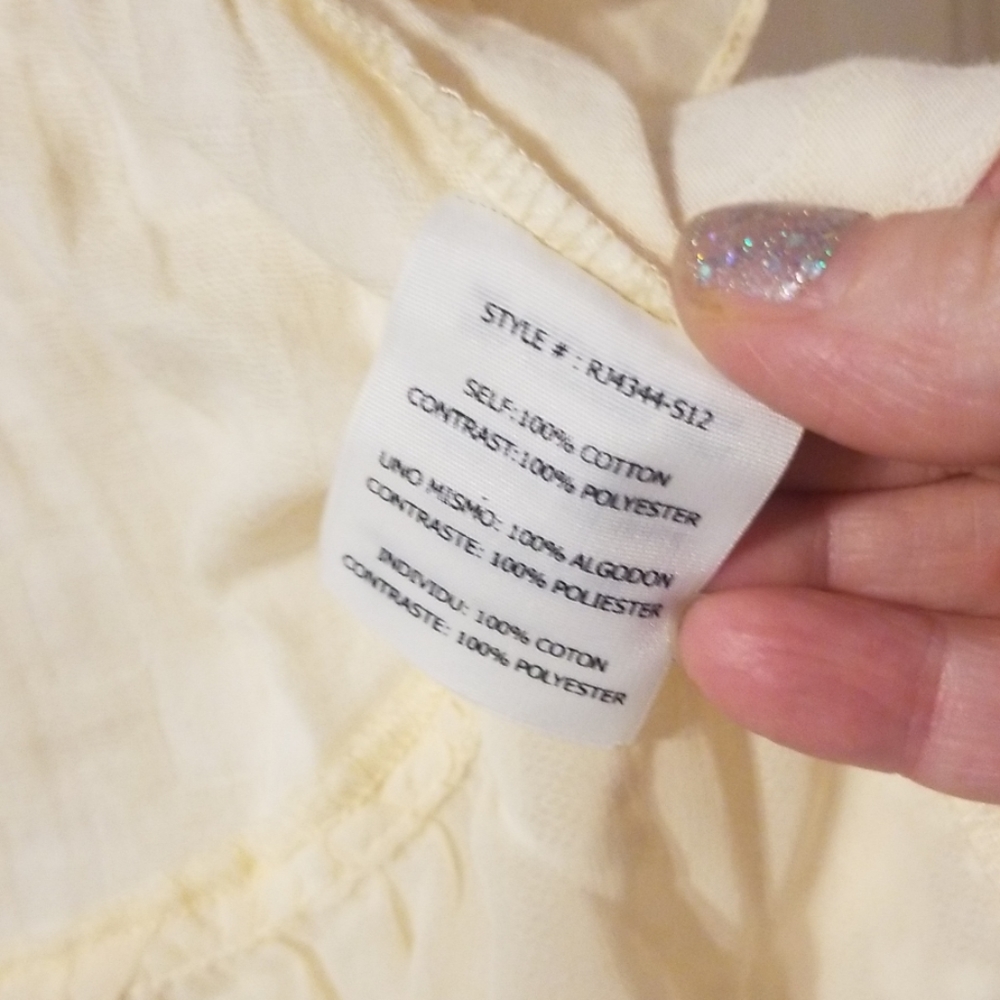 STYLE # : RJ4344-S12
SELF:100% COTTON
CONTRAST:100% POLYESTER
UNO MISMO: 100% ALGODON
CONTRASTE: 100% POLIESTER
INDIVIDU: 100% COTON
CONTRASTE: 100% POLYESTER